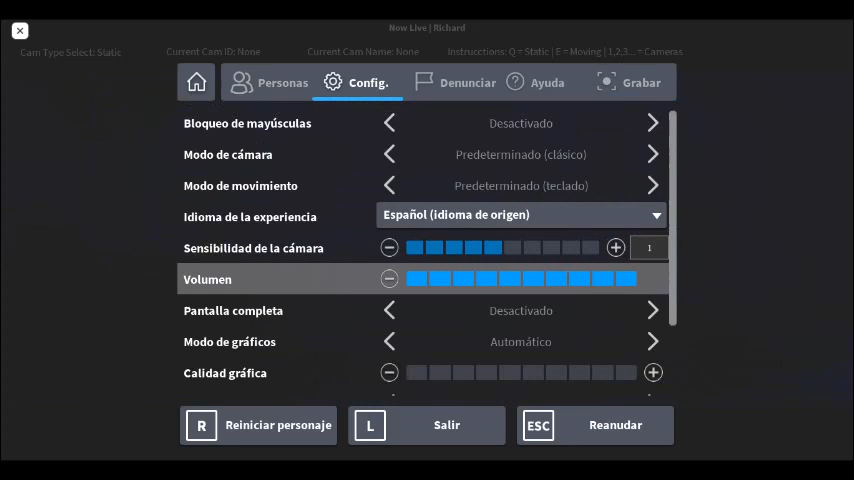 Now Live | Richard
Cam Type Select: Static Current Cam ID: None Current Cam Name: None Instrucctions: Q = Static | E = Moving | 1,2,3... = Cameras
Personas Config. Denunciar Ayuda Grabar
Bloqueo de mayúsculas Desactivado
Modo de cámara Predeterminado (clásico)
Modo de movimiento Predeterminado (teclado)
Idioma de la experiencia Español (idioma de origen)
Sensibilidad de la cámara 1
Volumen
Pantalla completa Desactivado
Modo de gráficos Automático
Calidad gráfica
R Reiniciar personaje L Salir ESC Reanudar